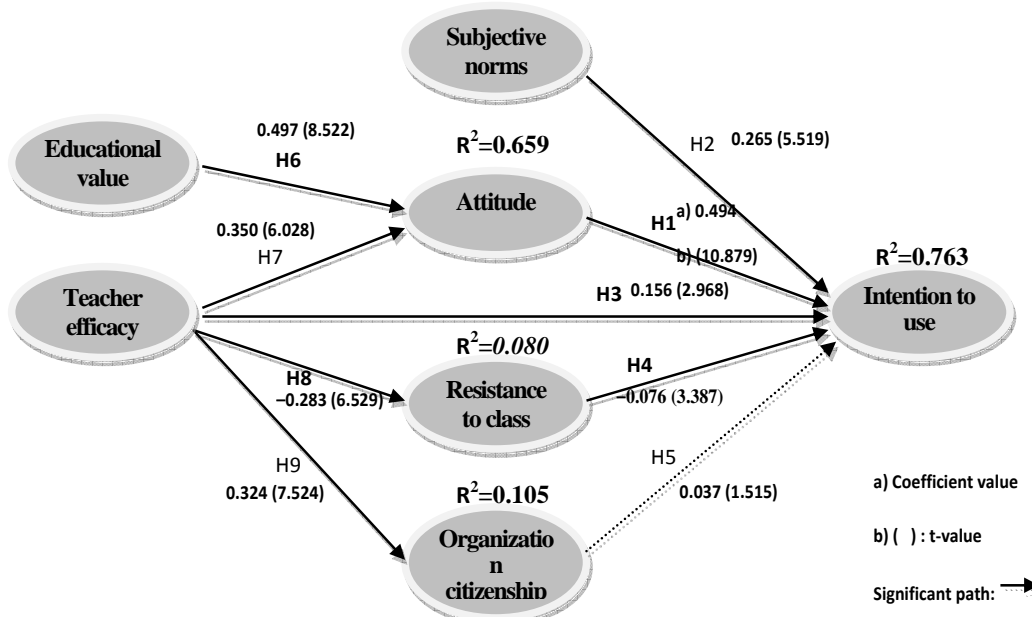 Subjective
norms
0.497 (8.522)
H6
R²=0.659
H2 0.265 (5.519)
Educational
value
Attitude
H1 a) 0.494
b) (10.879)
0.350 (6.028)
H7
R²=0.763
H3 0.156 (2.968)
Teacher
efficacy
Intention to
use
R²=0.080
H8
−0.283 (6.529)
Resistance
to class
H4
−0.076 (3.387)
H9
0.324 (7.524)
H5
0.037 (1.515)
R²=0.105
Organizatio
n
citizenship
a) Coefficient value
b) ( ) : t-value
Significant path: